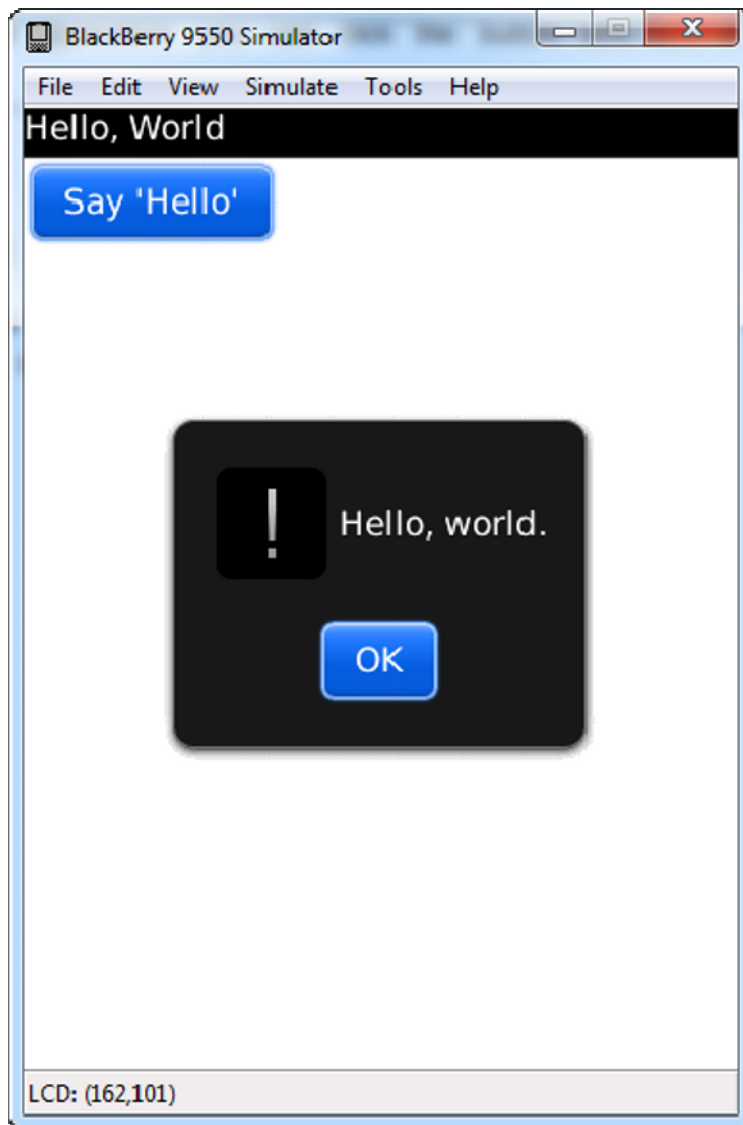 BlackBerry 9550 Simulator
File Edit View Simulate Tools Help
Hello, World
Say 'Hello'
! Hello, world.
OK
LCD: (162,101)